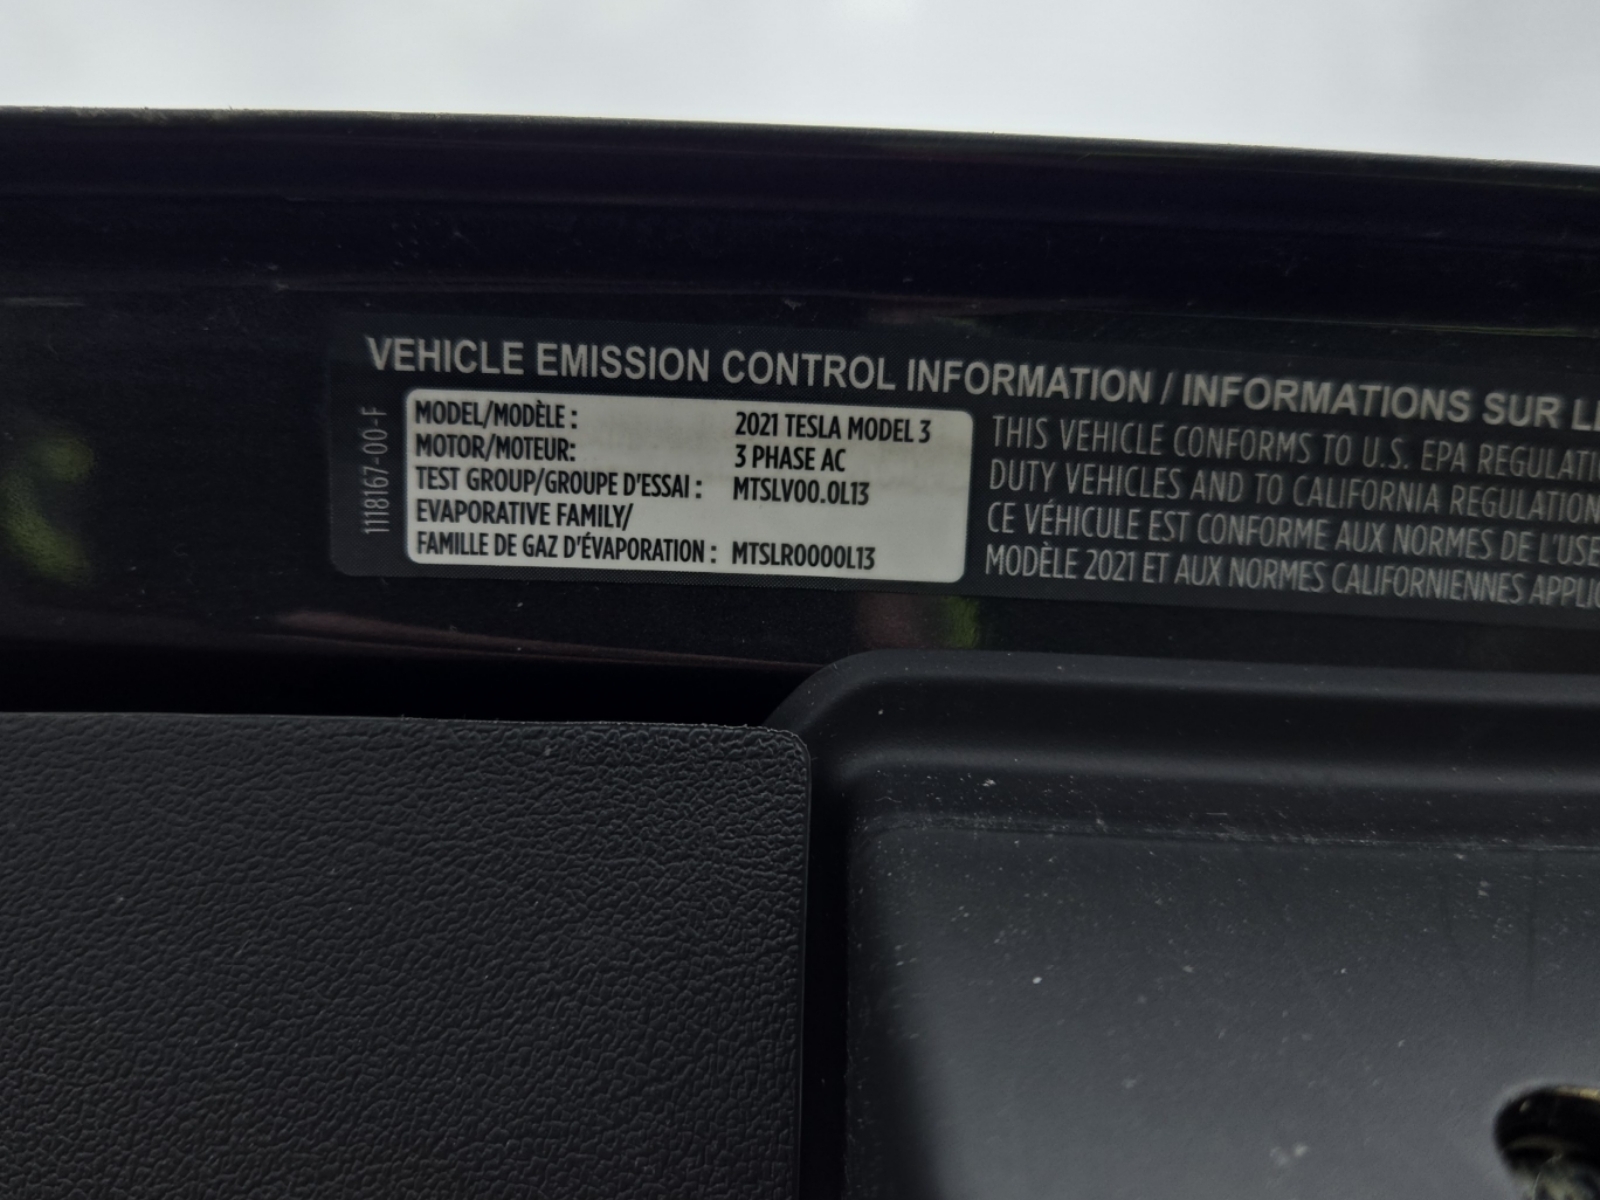 VEHICLE EMISSION CONTROL INFORMATION / INFORMATIONS SUR
1118167-00-F
MODEL/MODÈLE : 2021 TESLA MODEL 3
MOTOR/MOTEUR: 3 PHASE AC
TEST GROUP/GROUPE D'ESSAI : MTSLV00.0L13
EVAPORATIVE FAMILY/
FAMILLE DE GAZ D'ÉVAPORATION : MTSLR0000L13
THIS VEHICLE CONFORMS TO U.S. EPA
DUTY VEHICLES AND TO CALIFORNIA
CE VÉHICULE EST CONFORME AUX NORMES DE
MODÈLE 2021 ET AUX NORMES CALIFORNIENNES